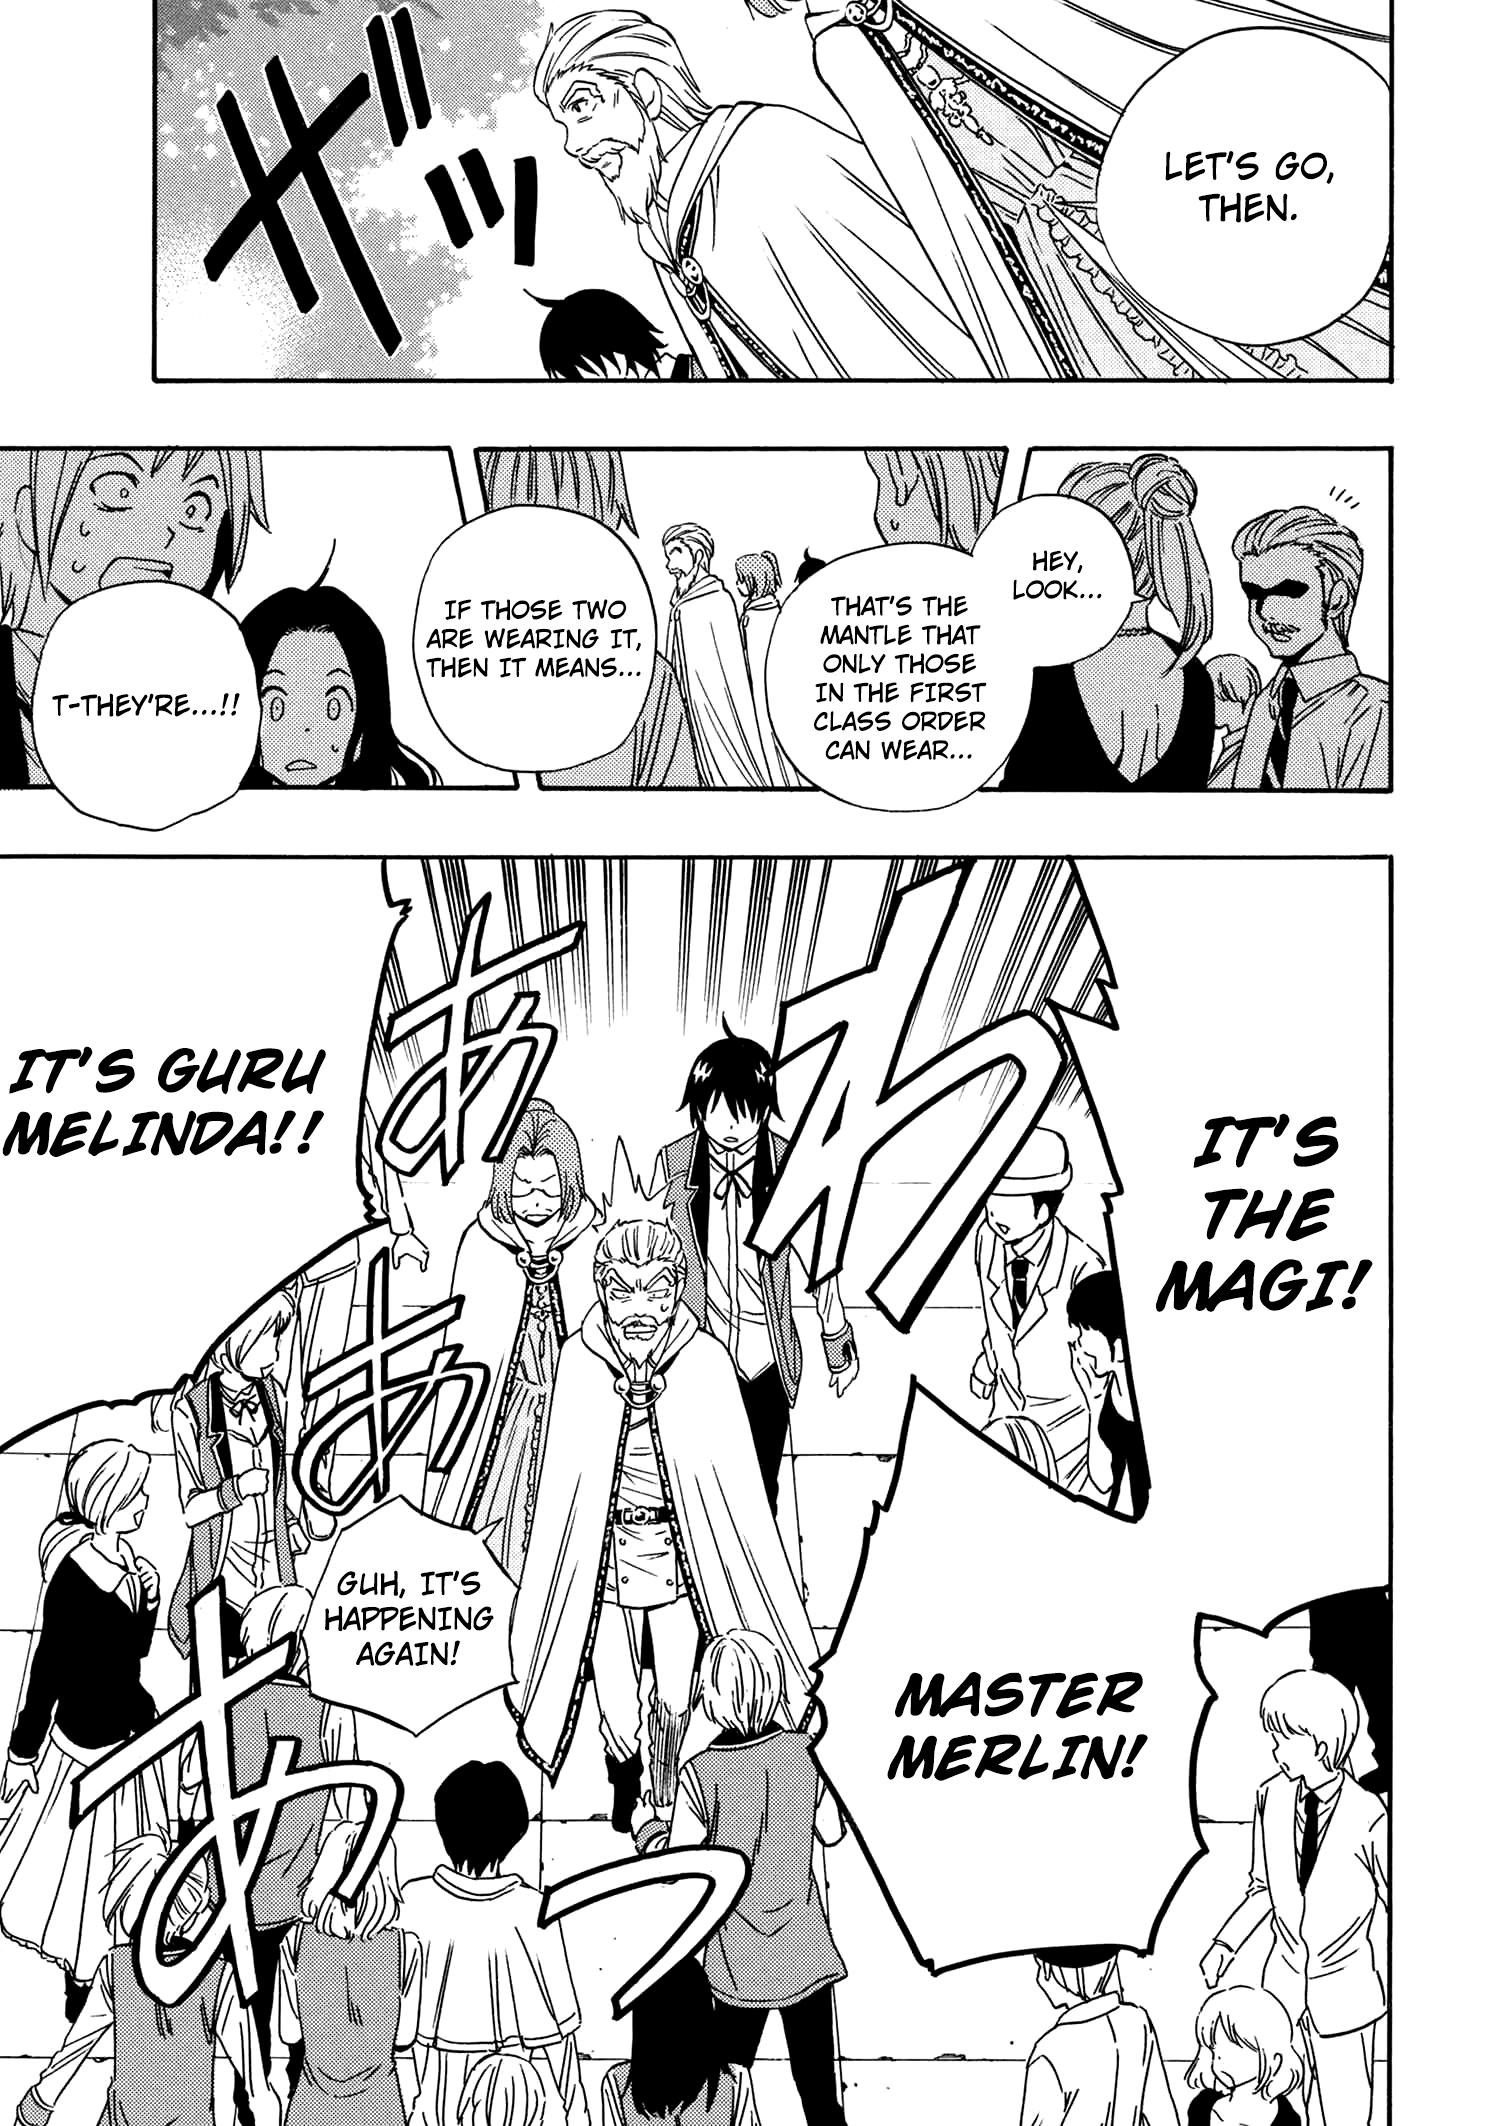 LET'S GO,
THEN.
ザッ
HEY,
LOOK...
THAT'S THE
MANTLE THAT
ONLY THOSE
IN THE FIRST
CLASS ORDER
CAN WEAR...
IF THOSE TWO
ARE WEARING IT,
THEN IT MEANS...
T-THEY'RE...!!
IT'S
THE
MAGI!
IT'S GURU
MELINDA!!
わあああっ
MASTER
MERLIN!
GUH, IT'S
HAPPENING
AGAIN!